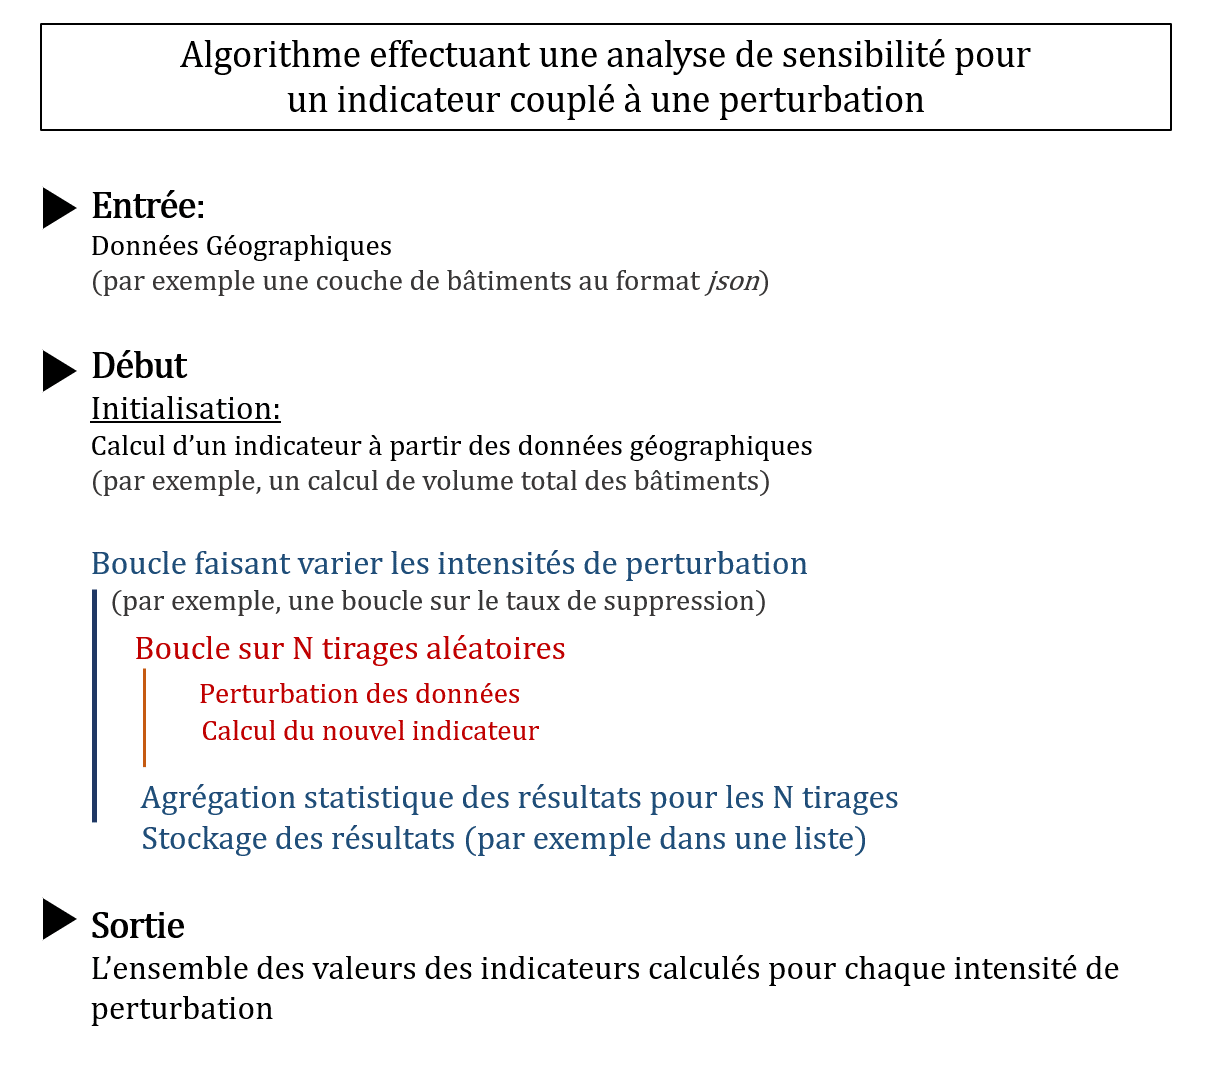 Algorithme effectuant une analyse de sensibilité pour
un indicateur couplé à une perturbation
Entrée:
Données Géographiques
(par exemple une couche de bâtiments au format json)
Début
Initialisation:
Calcul d’un indicateur à partir des données géographiques
(par exemple, un calcul de volume total des bâtiments)
Boucle faisant varier les intensités de perturbation
(par exemple, une boucle sur le taux de suppression)
Boucle sur N tirages aléatoires
Perturbation des données
Calcul du nouvel indicateur
Agrégation statistique des résultats pour les N tirages
Stockage des résultats (par exemple dans une liste)
Sortie
L’ensemble des valeurs des indicateurs calculés pour chaque intensité de
perturbation